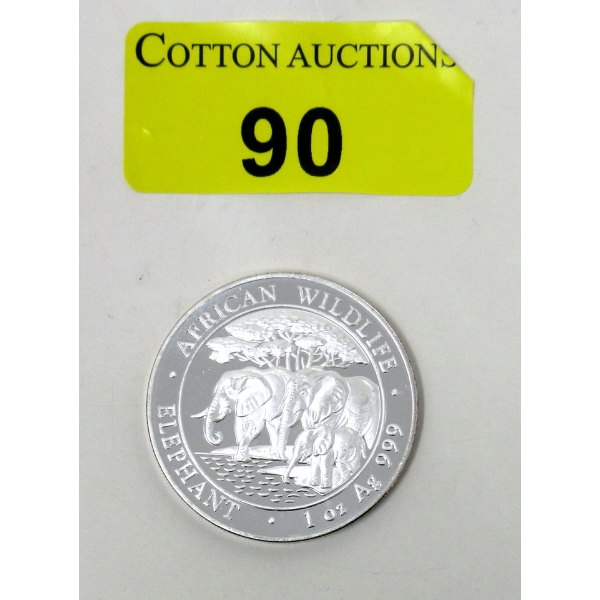 COTTON AUCTIONS
90
AFRICAN WILDLIFE
ELEPHANT · 1 oz Ag 999